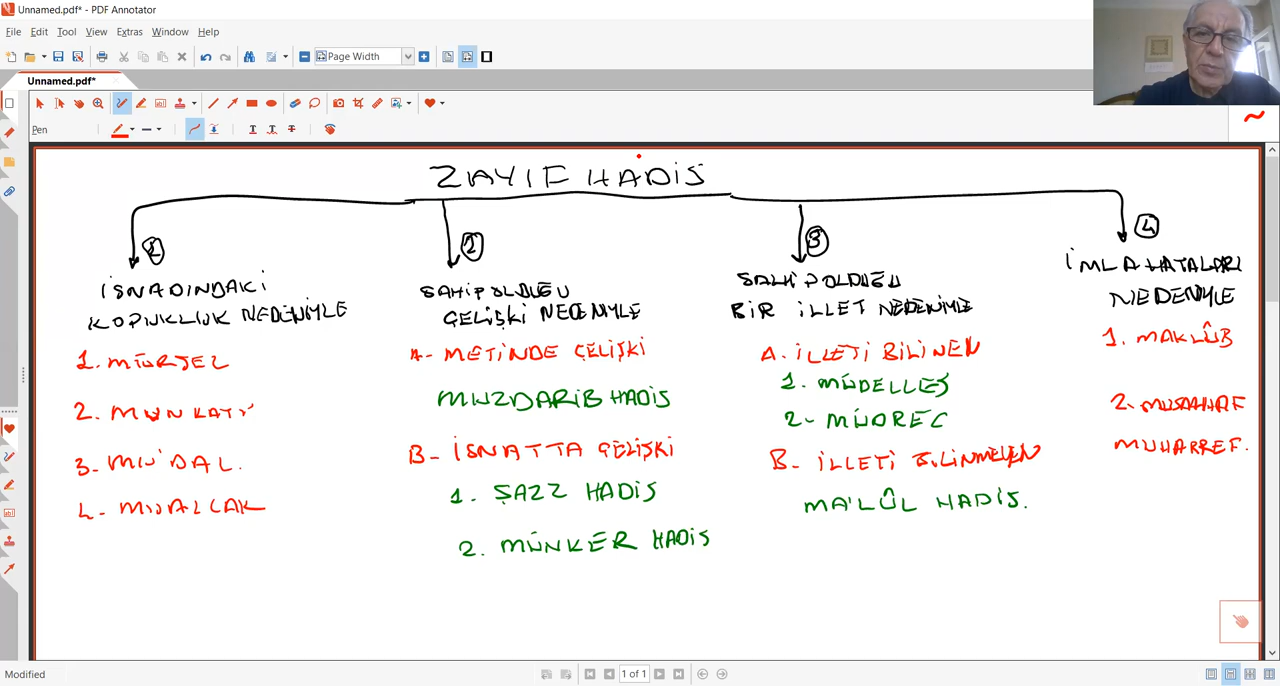 Unnamed.pdf* - PDF Annotator
File Edit Tool View Extras Window Help
Page Width
Unnamed.pdf*
Pen
ZAYIF HADİS
1
İSNADINDAKİ
KOPUKLUK NEDENİYLE
1. MÜRSEL
2. MUNKATI
3- MU'DAL.
4- MUALLAK
2
SAHİP OLDUĞU
ÇELİŞKİ NEDENİYLE
A- METİNDE ÇELİŞKİ
MUZDARİB HADİS
B- İSNATTA ÇELİŞKİ
1. ŞAZZ HADİS
2. MÜNKER HADİS
3
SAHİP OLDUĞU
BİR İLLET NEDENİYLE
A. İLLETİ BİLİNEN
1. MÜDELLES
2- MÜDREC
B- İLLETİ BİLİNMEYEN
MA'LÛL HADİS.
4
İMLA HATALARI
NEDENİYLE
1. MAKLÛB
2- MUSAHHAF
MUHARREF.
Modified
1 of 1